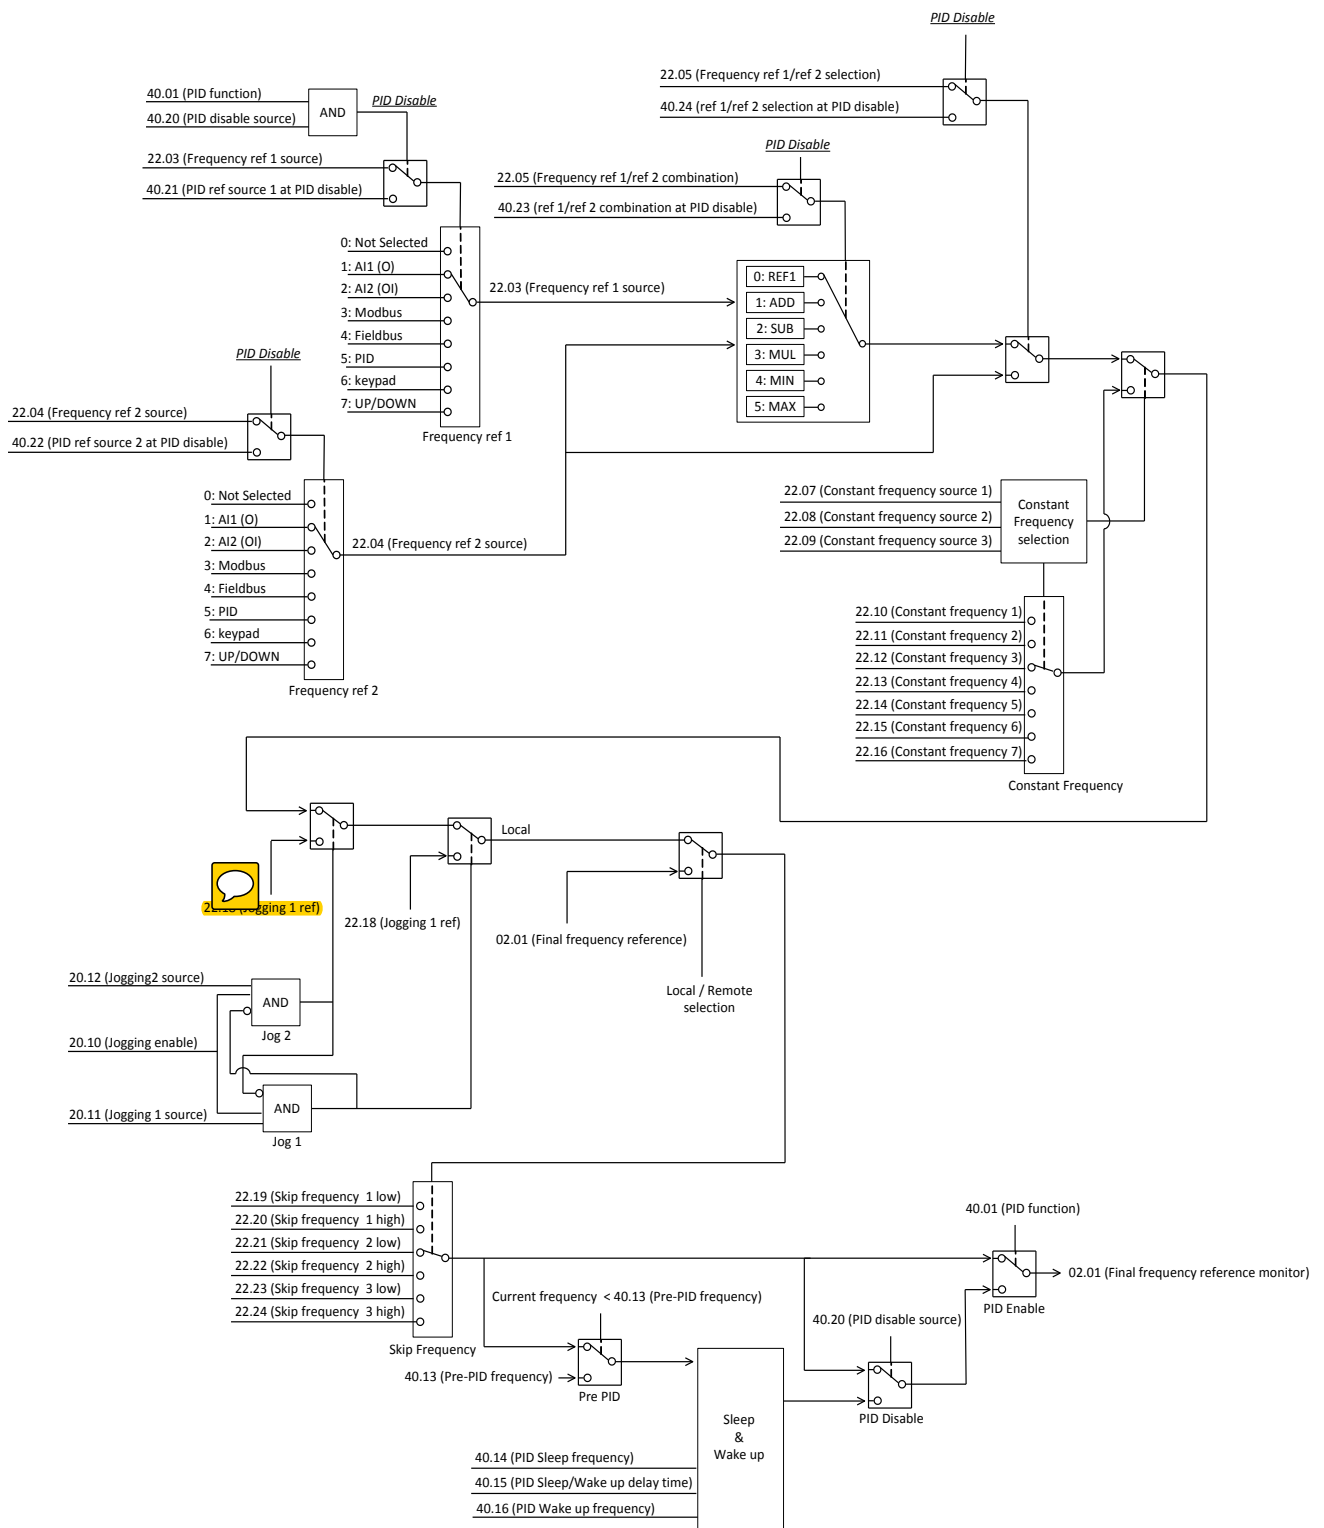 PID Disable
22.05 (Frequency ref 1/ref 2 selection)
40.24 (ref 1/ref 2 selection at PID disable)
40.01 (PID function)
40.20 (PID disable source)
AND
PID Disable
22.03 (Frequency ref 1 source)
40.21 (PID ref source 1 at PID disable)
PID Disable
22.05 (Frequency ref 1/ref 2 combination)
40.23 (ref 1/ref 2 combination at PID disable)
0: Not Selected
1: AI1 (O)
2: AI2 (OI)
3: Modbus
4: Fieldbus
5: PID
6: keypad
7: UP/DOWN
Frequency ref 1
22.03 (Frequency ref 1 source)
0: REF1
1: ADD
2: SUB
3: MUL
4: MIN
5: MAX
PID Disable
22.04 (Frequency ref 2 source)
40.22 (PID ref source 2 at PID disable)
0: Not Selected
1: AI1 (O)
2: AI2 (OI)
3: Modbus
4: Fieldbus
5: PID
6: keypad
7: UP/DOWN
Frequency ref 2
22.04 (Frequency ref 2 source)
22.07 (Constant frequency source 1)
22.08 (Constant frequency source 2)
22.09 (Constant frequency source 3)
Constant
Frequency
selection
22.10 (Constant frequency 1)
22.11 (Constant frequency 2)
22.12 (Constant frequency 3)
22.13 (Constant frequency 4)
22.14 (Constant frequency 5)
22.15 (Constant frequency 6)
22.16 (Constant frequency 7)
Constant Frequency
Local
1 ref)
22.18 (Jogging 1 ref)
02.01 (Final frequency reference)
Local / Remote
selection
20.12 (Jogging2 source)
AND
Jog 2
20.10 (Jogging enable)
20.11 (Jogging 1 source)
AND
Jog 1
22.19 (Skip frequency 1 low)
22.20 (Skip frequency 1 high)
22.21 (Skip frequency 2 low)
22.22 (Skip frequency 2 high)
22.23 (Skip frequency 3 low)
22.24 (Skip frequency 3 high)
Skip Frequency
40.01 (PID function)
02.01 (Final frequency reference monitor)
PID Enable
Current frequency < 40.13 (Pre-PID frequency)
40.13 (Pre-PID frequency)
Pre PID
40.20 (PID disable source)
PID Disable
Sleep
&
Wake up
40.14 (PID Sleep frequency)
40.15 (PID Sleep/Wake up delay time)
40.16 (PID Wake up frequency)